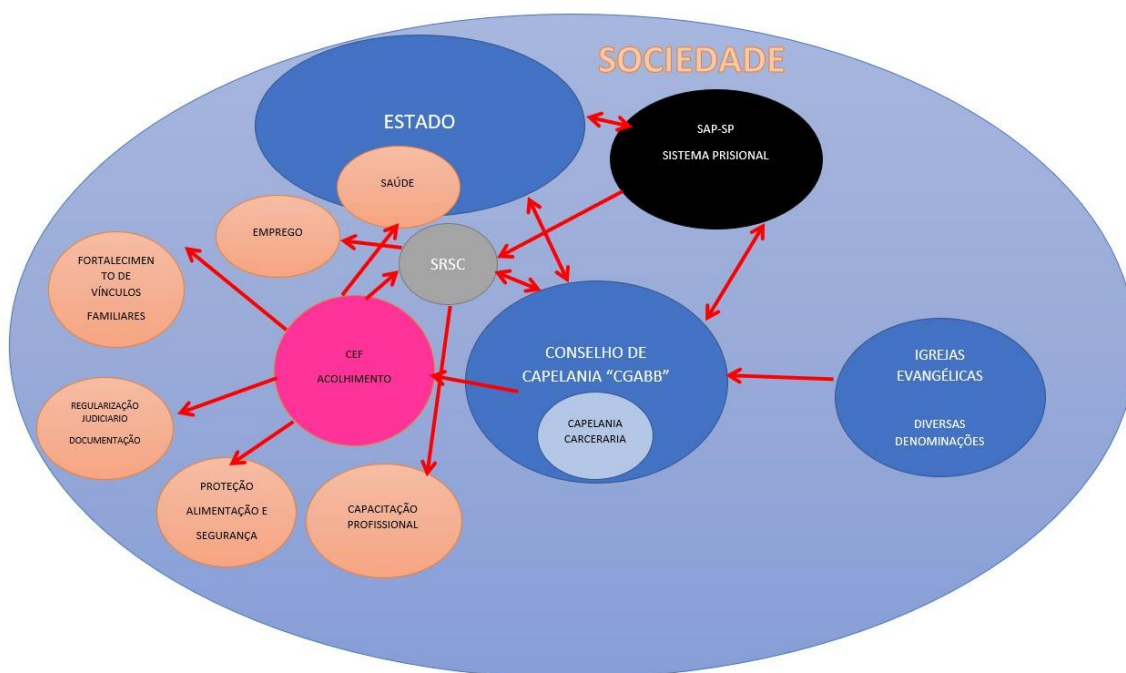 SOCIEDADE
ESTADO
SAP-SP
SISTEMA PRISIONAL
SAÚDE
EMPREGO
SRSC
FORTALECIMEN
TO DE
VÍNCULOS
FAMILIARES
CEF
ACOLHIMENTO
CONSELHO DE
CAPELANIA “CGABB”
CAPELANIA
CARCERARIA
IGREJAS
EVANGÉLICAS
DIVERSAS
DENOMINAÇÕES
REGULARIZAÇÃO
JUDICIARIO
DOCUMENTAÇÃO
PROTEÇÃO
ALIMENTAÇÃO E
SEGURANÇA
CAPACITAÇÃO
PROFISSIONAL